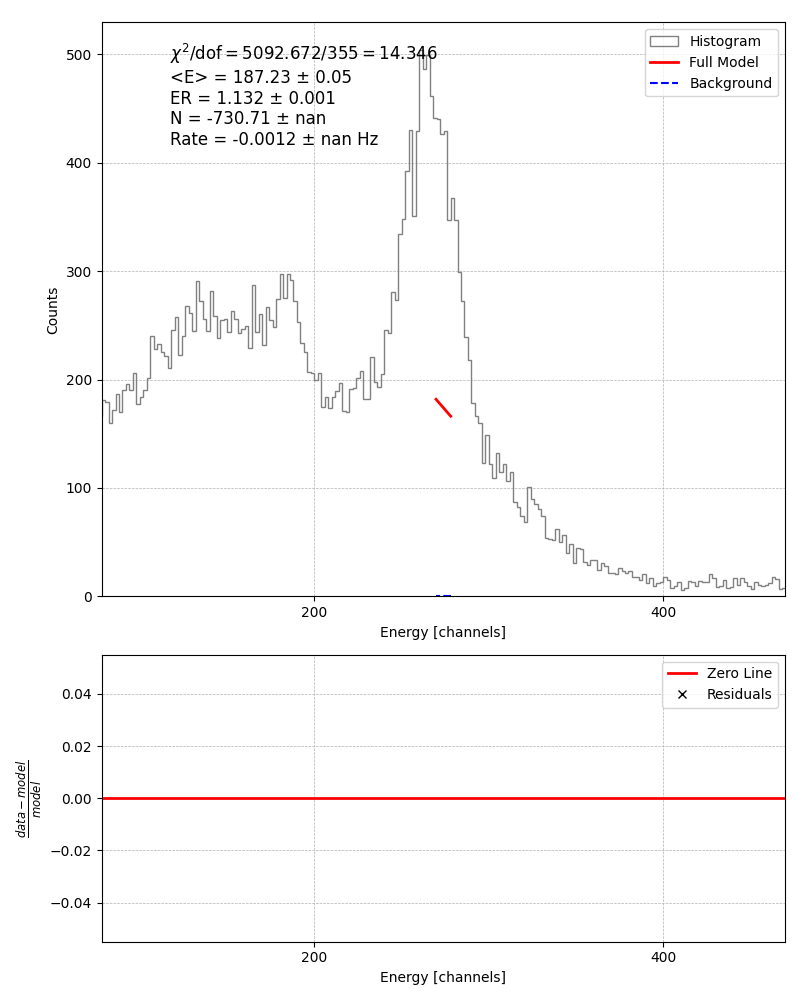 χ²/dof = 5092.672/355 = 14.346
<E> = 187.23 ± 0.05
ER = 1.132 ± 0.001
N = -730.71 ± nan
Rate = -0.0012 ± nan Hz
Histogram
Full Model
Background
500
400
300
200
100
0
Counts
200 400
Energy [channels]
Zero Line
Residuals
0.04
0.02
0.00
−0.02
−0.04
data − model
model
200 400
Energy [channels]